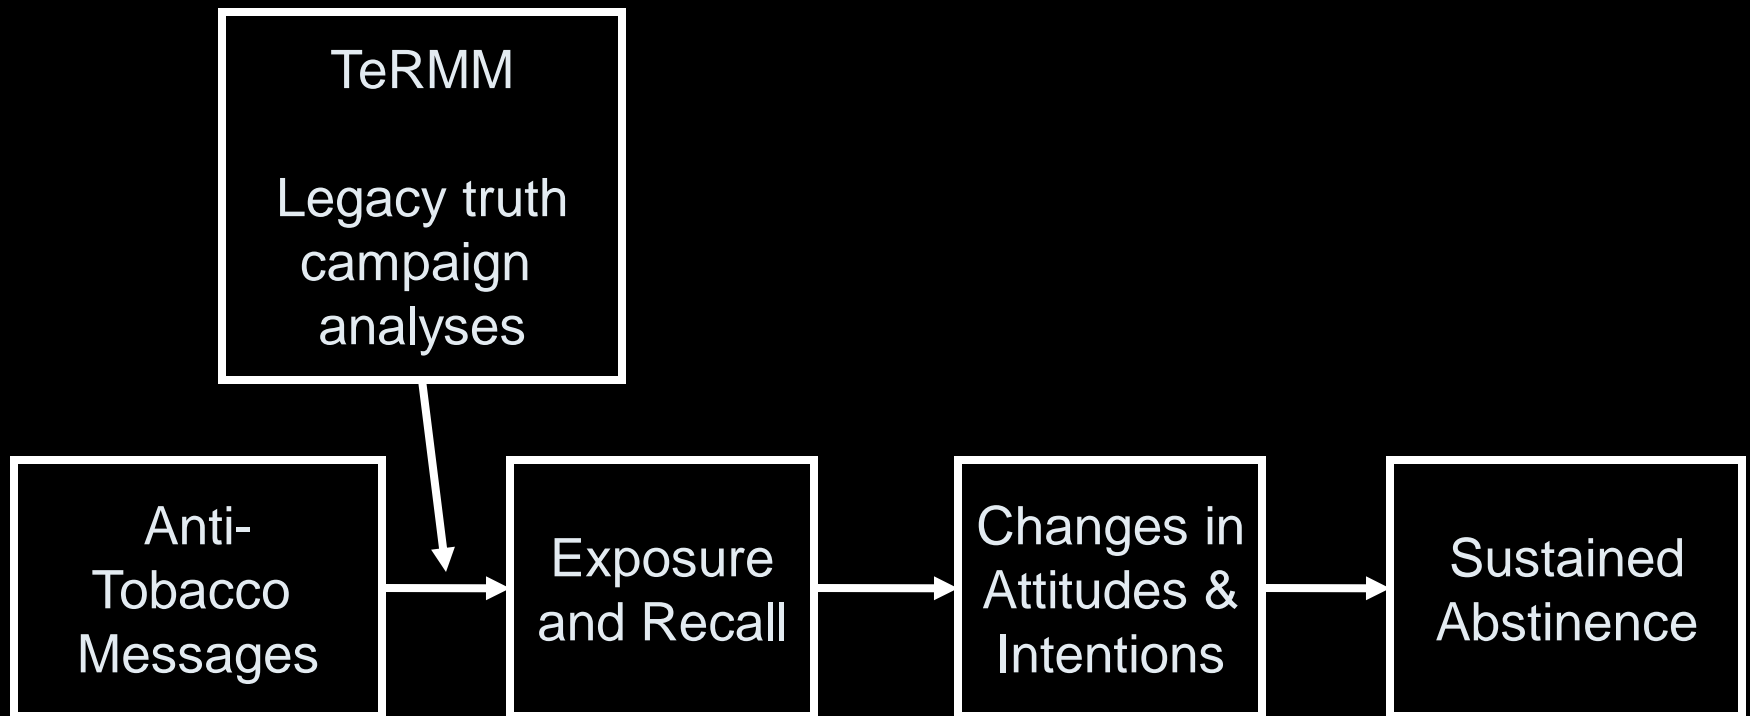 TeRMM
Legacy truth
campaign
analyses
Anti-
Tobacco
Messages
Exposure
and Recall
Changes in
Attitudes &
Intentions
Sustained
Abstinence